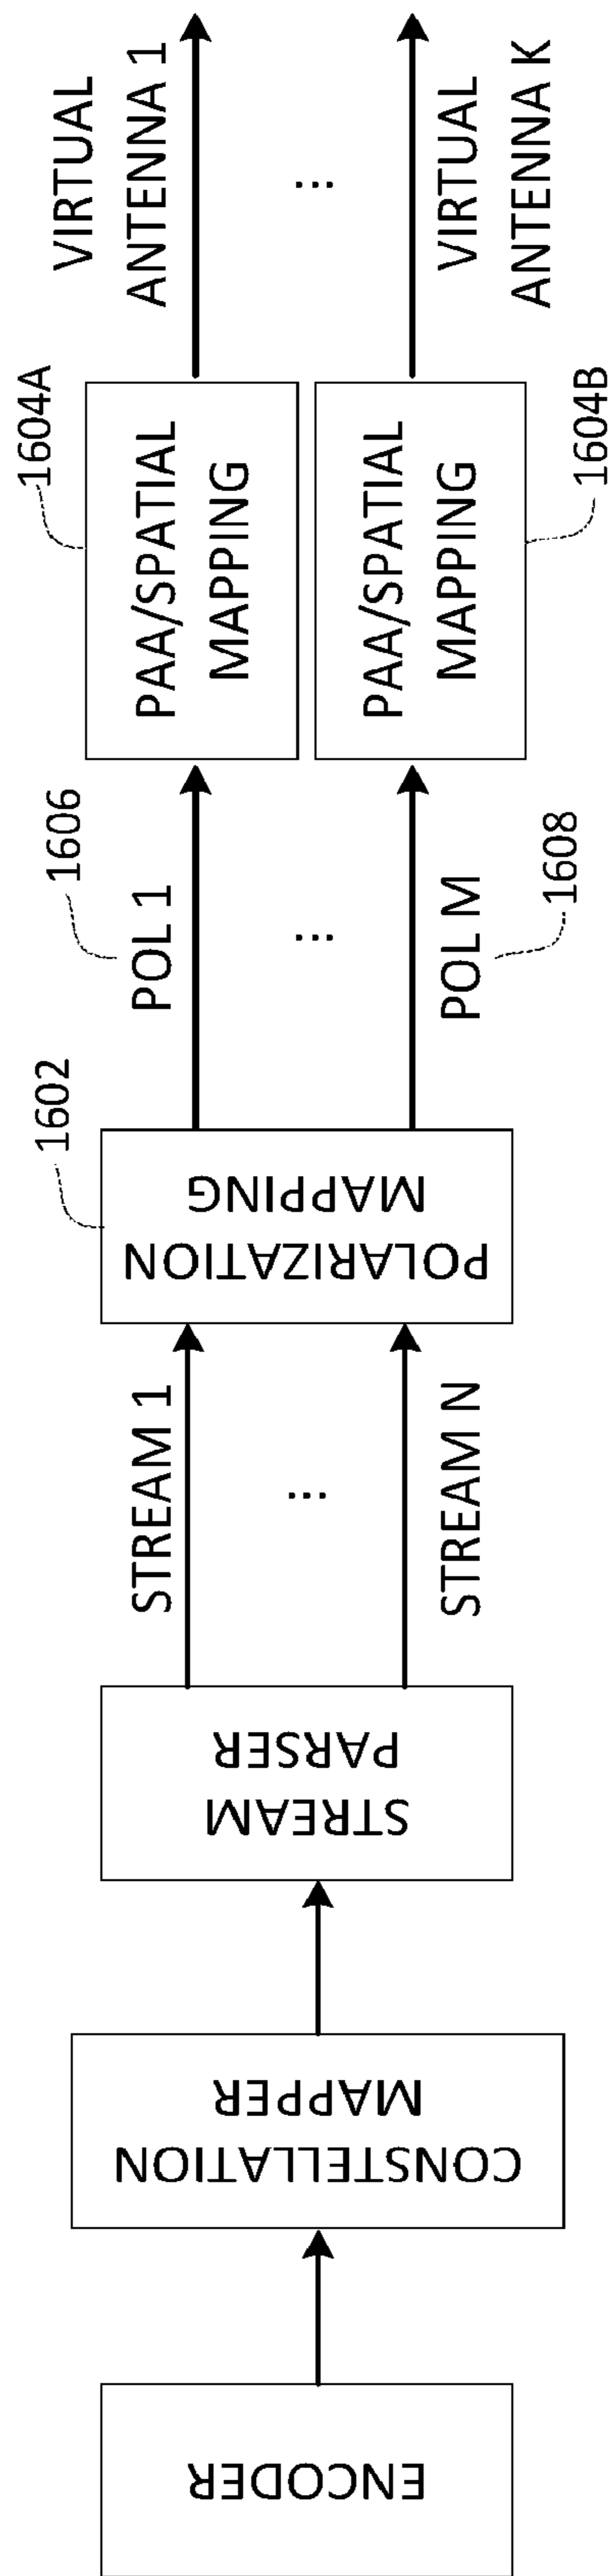 ENCODER
CONSTELLATION
MAPPER
STREAM
PARSER
STREAM 1
...
STREAM N
1602
POLARIZATION
MAPPING
1606
POL 1
...
POL M
1608
1604A
PAA/SPATIAL
MAPPING
PAA/SPATIAL
MAPPING
1604B
VIRTUAL
ANTENNA 1
...
VIRTUAL
ANTENNA K